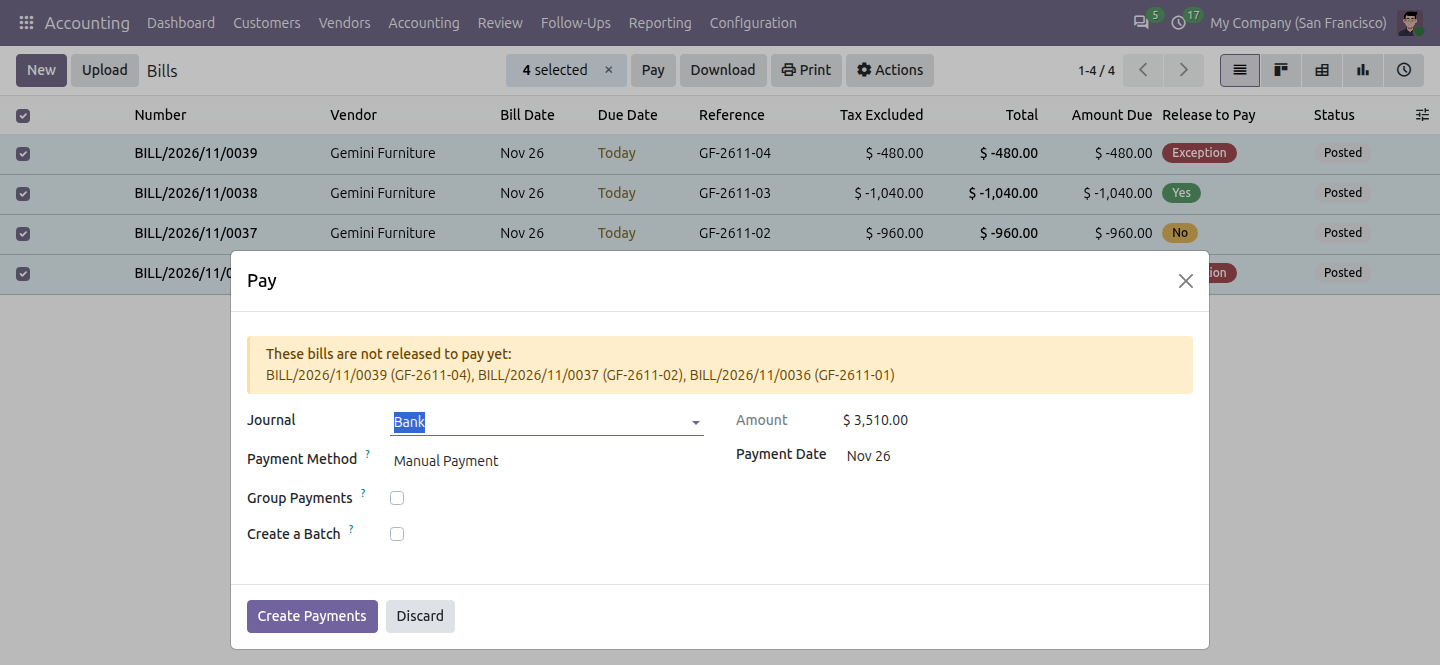 Accounting Dashboard Customers Vendors Accounting Review Follow-Ups Reporting Configuration 5 17 My Company (San Francisco)
New Upload Bills 4 selected × Pay Download Print Actions 1-4 / 4
Number Vendor Bill Date Due Date Reference Tax Excluded Total Amount Due Release to Pay Status
BILL/2026/11/0039 Gemini Furniture Nov 26 Today GF-2611-04 $ -480.00 $ -480.00 $ -480.00 Exception Posted
BILL/2026/11/0038 Gemini Furniture Nov 26 Today GF-2611-03 $ -1,040.00 $ -1,040.00 $ -1,040.00 Yes Posted
BILL/2026/11/0037 Gemini Furniture Nov 26 Today GF-2611-02 $ -960.00 $ -960.00 $ -960.00 No Posted
Posted
Pay
These bills are not released to pay yet:
BILL/2026/11/0039 (GF-2611-04), BILL/2026/11/0037 (GF-2611-02), BILL/2026/11/0036 (GF-2611-01)
Journal Bank Amount $ 3,510.00
Payment Method ? Manual Payment Payment Date Nov 26
Group Payments ?
Create a Batch ?
Create Payments Discard